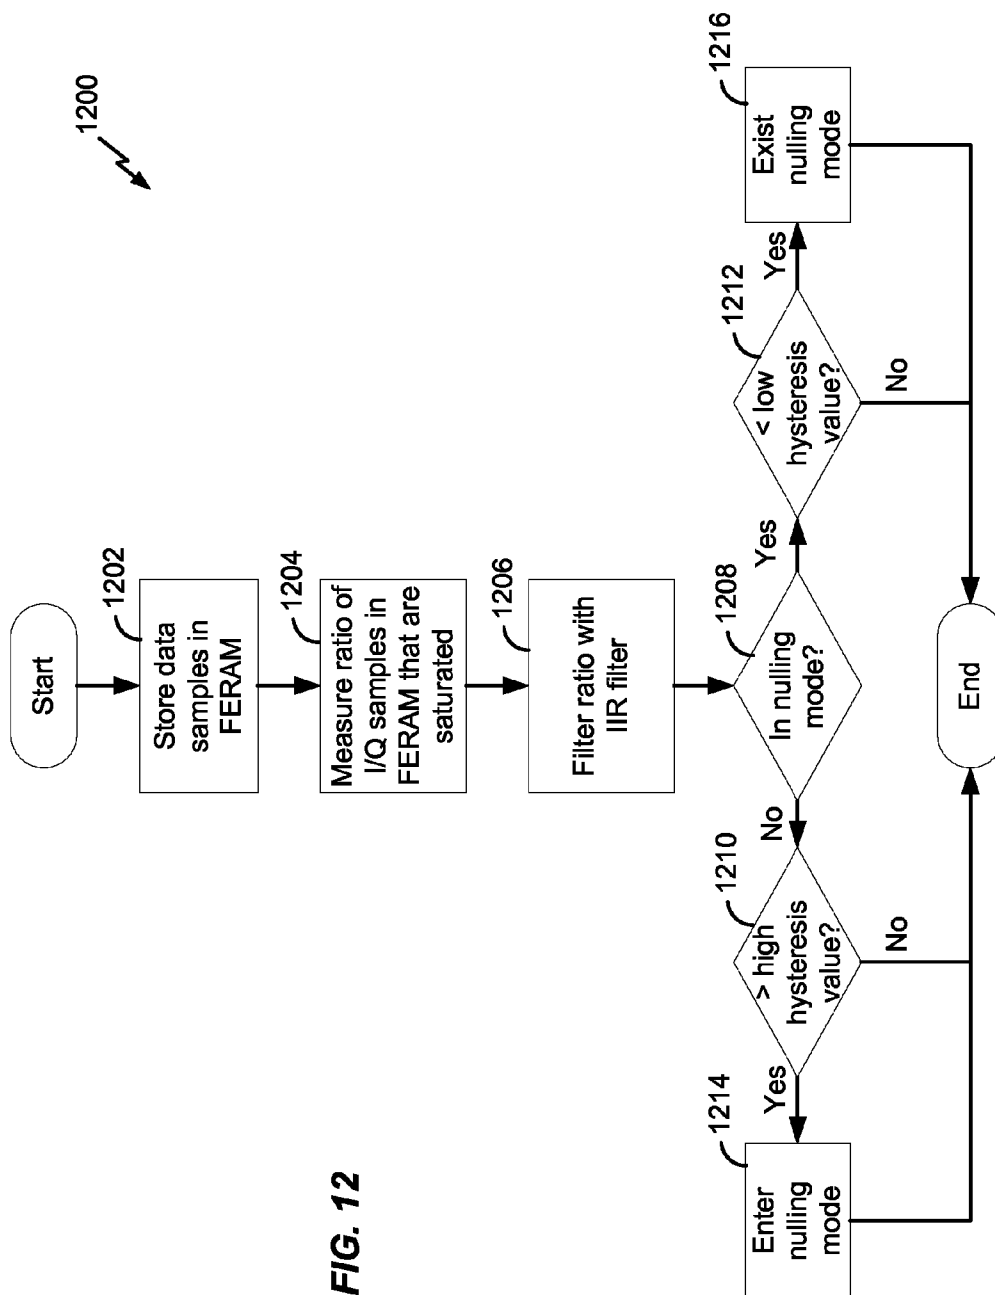 1200
Start
1202
Store data
samples in
FERAM
1204
Measure ratio of
I/Q samples in
FERAM that are
saturated
1206
Filter ratio with
IIR filter
1208
In nulling
mode?
No
Yes
1210
> high
hysteresis
value?
Yes
No
1212
< low
hysteresis
value?
Yes
No
1214
Enter
nulling
mode
1216
Exist
nulling
mode
End
FIG. 12